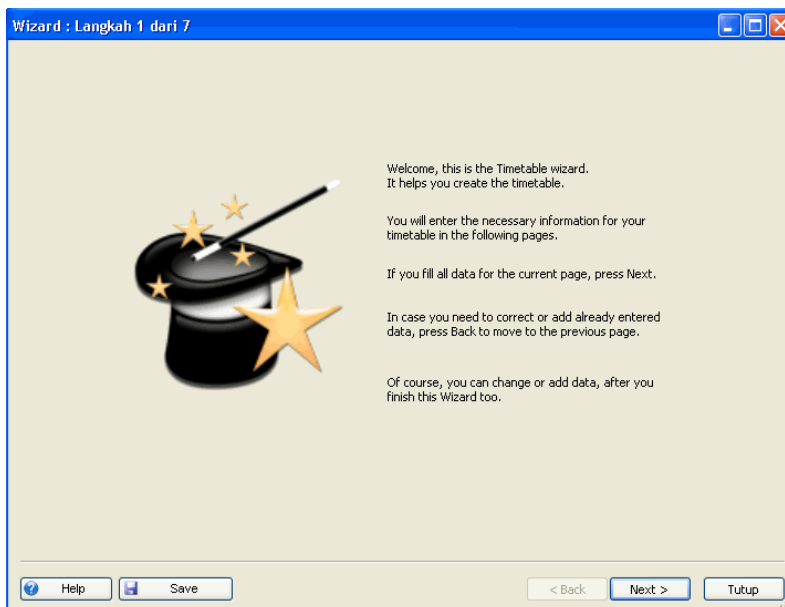 Wizard : Langkah 1 dari 7
Welcome, this is the Timetable wizard.
It helps you create the timetable.
You will enter the necessary information for your
timetable in the following pages.
If you fill all data for the current page, press Next.
In case you need to correct or add already entered
data, press Back to move to the previous page.
Of course, you can change or add data, after you
finish this Wizard too.
Help
Save
< Back
Next >
Tutup